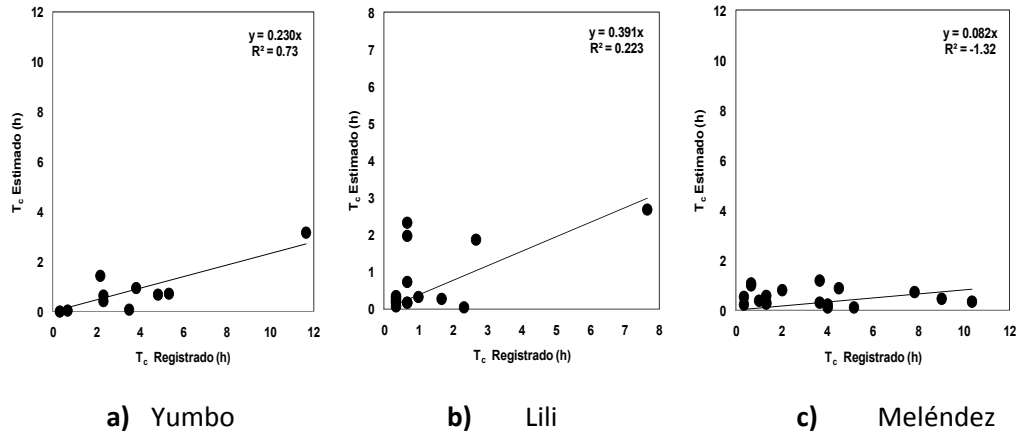 12
10
8
6
4
2
0
0 2 4 6 8 10 12
T_c Estimado (h)
T_c Registrado (h)
y = 0.230x
R² = 0.73
a) Yumbo
8
7
6
5
4
3
2
1
0
0 1 2 3 4 5 6 7 8
T_c Estimado (h)
T_c Registrado (h)
y = 0.391x
R² = 0.223
b) Lili
12
10
8
6
4
2
0
0 2 4 6 8 10 12
T_c Estimado (h)
T_c Registrado (h)
y = 0.082x
R² = -1.32
c) Meléndez